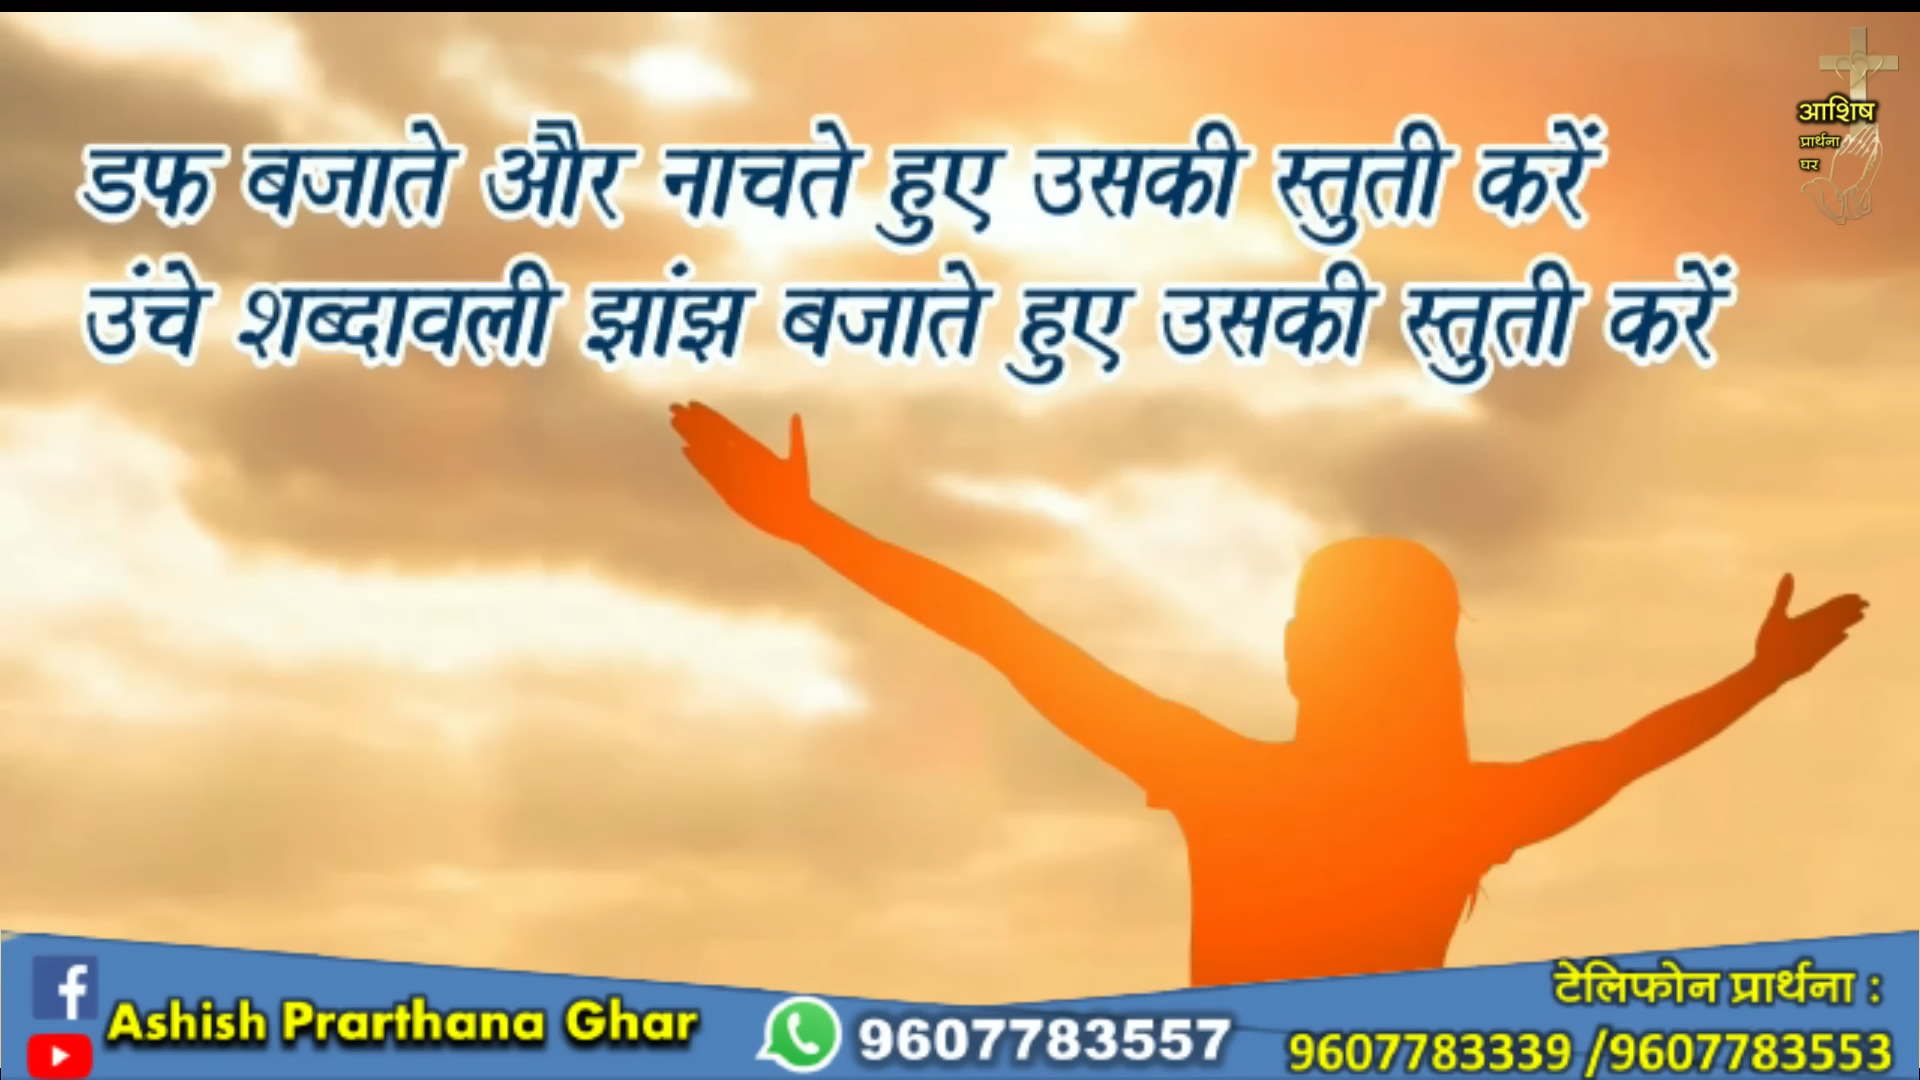 आशिष
प्रार्थना
घर
डफ बजाते और नाचते हुए उसकी स्तुती करें
उंचे शब्दावली झांझ बजाते हुए उसकी स्तुती करें
Ashish Prarthana Ghar
9607783557
टेलिफोन प्रार्थना :
9607783339 /9607783553